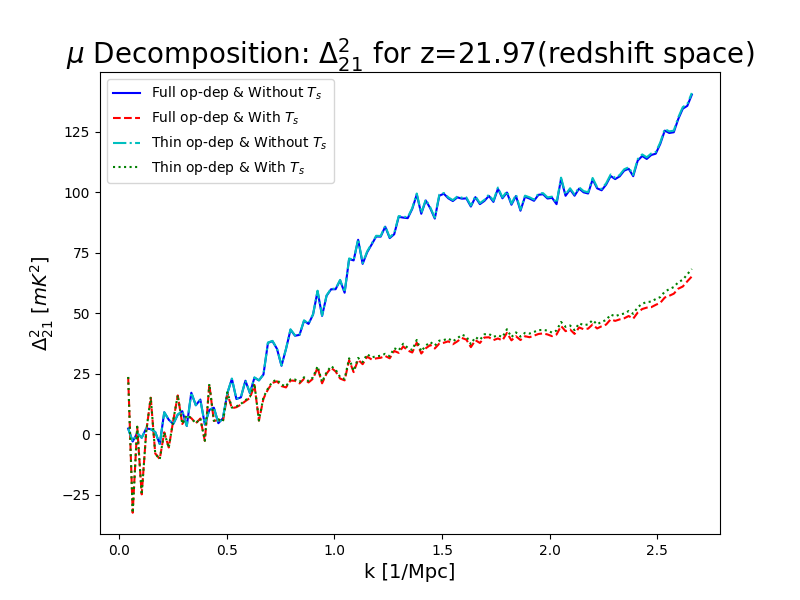 μ Decomposition: Δ²₂₁ for z=21.97(redshift space)
Full op-dep & Without Tₛ
Full op-dep & With Tₛ
Thin op-dep & Without Tₛ
Thin op-dep & With Tₛ
Δ²₂₁ [mK²]
125
100
75
50
25
0
−25
0.0 0.5 1.0 1.5 2.0 2.5
k [1/Mpc]